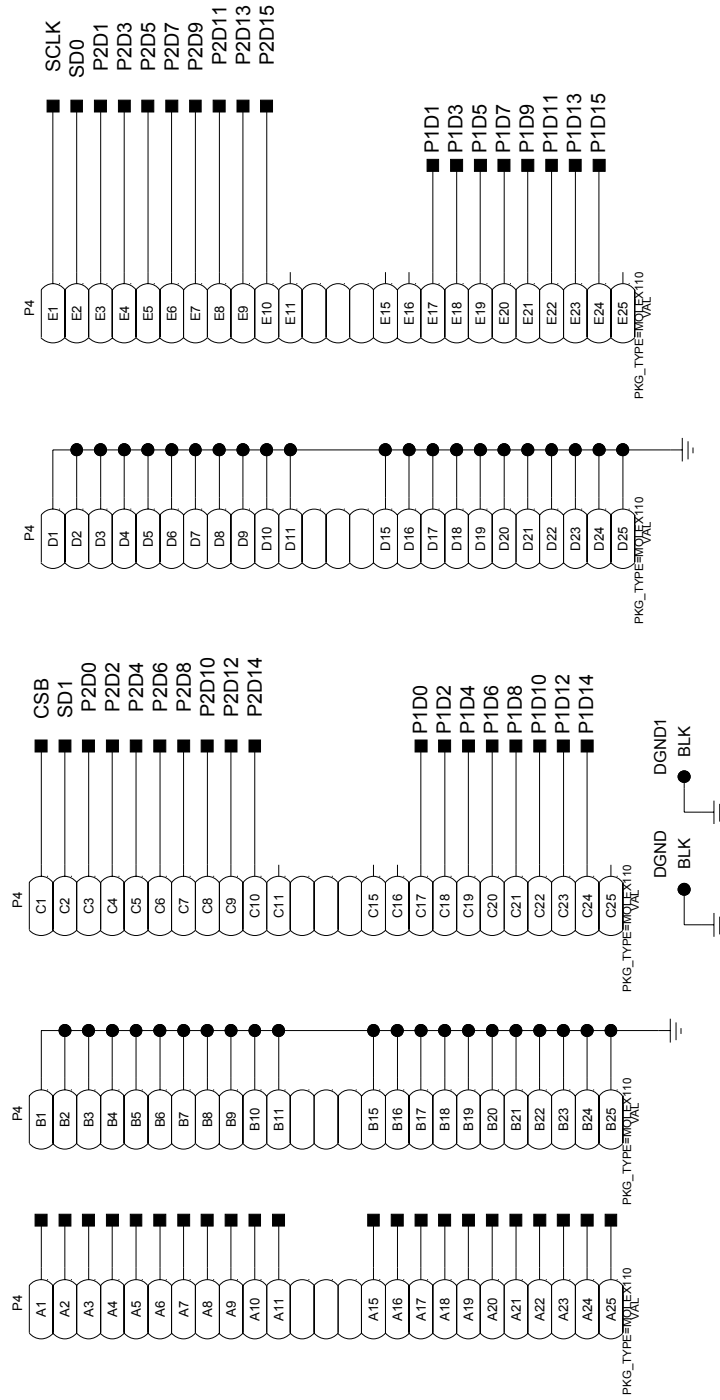 P4
E1
E2
E3
E4
E5
E6
E7
E8
E9
E10
E11
E15
E16
E17
E18
E19
E20
E21
E22
E23
E24
E25
PKG_TYPE=MOLEX110
VAL
SCLK
SD0
P2D1
P2D3
P2D5
P2D7
P2D9
P2D11
P2D13
P2D15
P1D1
P1D3
P1D5
P1D7
P1D9
P1D11
P1D13
P1D15
P4
D1
D2
D3
D4
D5
D6
D7
D8
D9
D10
D11
D15
D16
D17
D18
D19
D20
D21
D22
D23
D24
D25
PKG_TYPE=MOLEX110
VAL
P4
C1
C2
C3
C4
C5
C6
C7
C8
C9
C10
C11
C15
C16
C17
C18
C19
C20
C21
C22
C23
C24
C25
PKG_TYPE=MOLEX110
VAL
CSB
SD1
P2D0
P2D2
P2D4
P2D6
P2D8
P2D10
P2D12
P2D14
P1D0
P1D2
P1D4
P1D6
P1D8
P1D10
P1D12
P1D14
DGND
BLK
DGND1
BLK
P4
B1
B2
B3
B4
B5
B6
B7
B8
B9
B10
B11
B15
B16
B17
B18
B19
B20
B21
B22
B23
B24
B25
PKG_TYPE=MOLEX110
VAL
P4
A1
A2
A3
A4
A5
A6
A7
A8
A9
A10
A11
A15
A16
A17
A18
A19
A20
A21
A22
A23
A24
A25
PKG_TYPE=MOLEX110
VAL